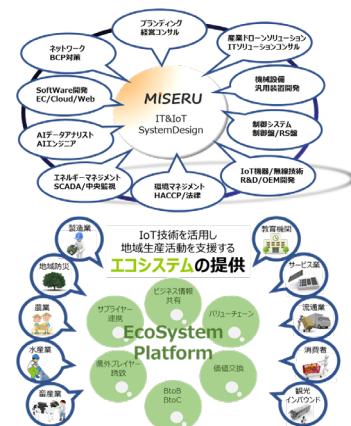 ブランディング
経営コンサル
産業ドローンソリューション
ITソリューションコンサル
ネットワーク
BCP対策
機械設備
汎用装置開発
SoftWare開発
EC/Cloud/Web
MISERU
IT&IoT
SystemDesign
制御システム
制御盤/RS盤
AIデータアナリスト
AIエンジニア
IoT機器/無線技術
R&D/OEM開発
エネルギーマネジメント
SCADA/中央監視
環境マネジメント
HACCP/法律
製造業
IoT技術を活用し
地域生産活動を支援する
エコシステムの提供
教育機関
地域防災
サービス業
ビジネス情報
共有
農業
サプライヤー
連携
バリューチェーン
流通業
EcoSystem
Platform
水産業
県外プレイヤー
誘致
価値交換
消費者
畜産業
BtoB
BtoC
観光
インバウンド